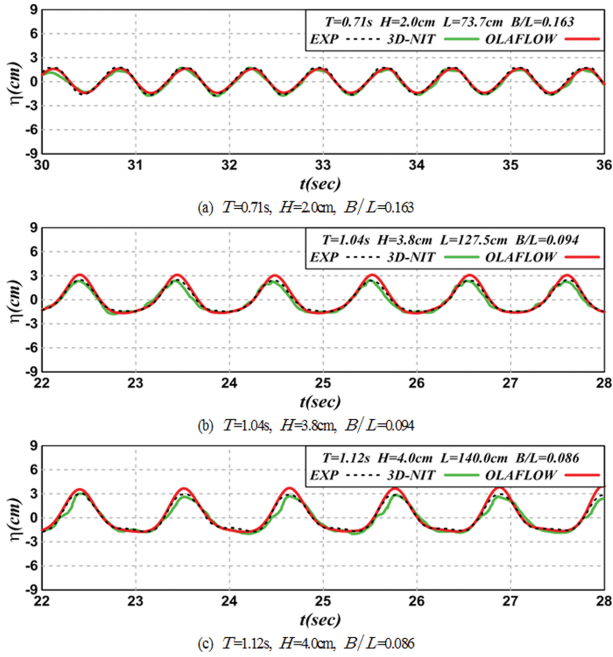 T=0.71s H=2.0cm L=73.7cm B/L=0.163
EXP 3D-NIT OLAFLOW
η(cm)
9
6
3
0
-3
-6
-9
30 31 32 33 34 35 36
t(sec)
(a) T=0.71s, H=2.0cm, B/L=0.163
T=1.04s H=3.8cm L=127.5cm B/L=0.094
EXP 3D-NIT OLAFLOW
η(cm)
9
6
3
0
-3
-6
-9
22 23 24 25 26 27 28
t(sec)
(b) T=1.04s, H=3.8cm, B/L=0.094
T=1.12s H=4.0cm L=140.0cm B/L=0.086
EXP 3D-NIT OLAFLOW
η(cm)
9
6
3
0
-3
-6
-9
22 23 24 25 26 27 28
t(sec)
(c) T=1.12s, H=4.0cm, B/L=0.086